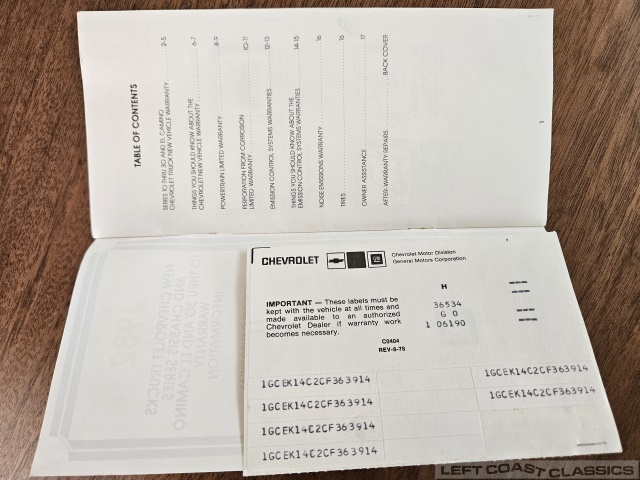 TABLE OF CONTENTS
SERIES 10 THRU 30 AND EL CAMINO
CHEVROLET TRUCK NEW VEHICLE WARRANTY 2-5
THINGS YOU SHOULD KNOW ABOUT THE
CHEVROLET NEW VEHICLE WARRANTY 6-7
POWERTRAIN LIMITED WARRANTY 8-9
PERFORATION FROM CORROSION
LIMITED WARRANTY 10-11
EMISSION CONTROL SYSTEMS WARRANTIES 12-13
THINGS YOU SHOULD KNOW ABOUT THE
EMISSION CONTROL SYSTEMS WARRANTIES 14-15
NOISE EMISSIONS WARRANTY 16
TIRES 16
OWNER ASSISTANCE 17
AFTER-WARRANTY REPAIRS BACK COVER
CHEVROLET
GM
Chevrolet Motor Division
General Motors Corporation
IMPORTANT — These labels must be
kept with the vehicle at all times and
made available to an authorized
Chevrolet Dealer if warranty work
becomes necessary.
H
36534
G 0
1 06190
C0404
REV-9-78
1GCEK14C2CF363914
1GCEK14C2CF363914
1GCEK14C2CF363914
1GCEK14C2CF363914
1GCEK14C2CF363914
1GCEK14C2CF363914
LEFT COAST CLASSICS